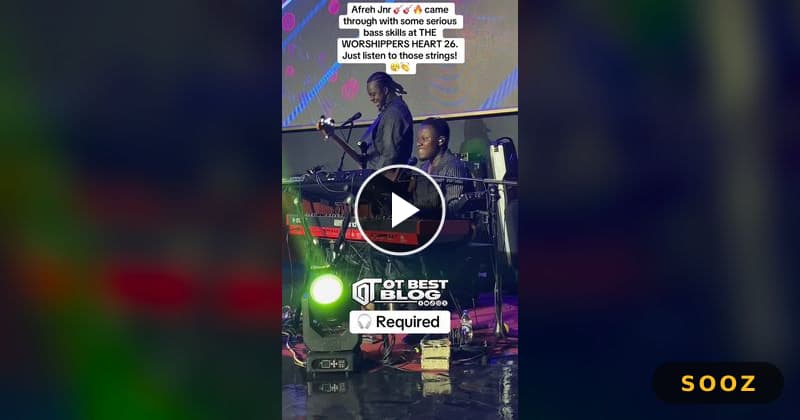 Afreh Jnr 🎸🎸🔥 came
through with some serious
bass skills at THE
WORSHIPPERS HEART 26.
Just listen to those strings!
OT BEST
BLOG
🎧 Required
SOOZ